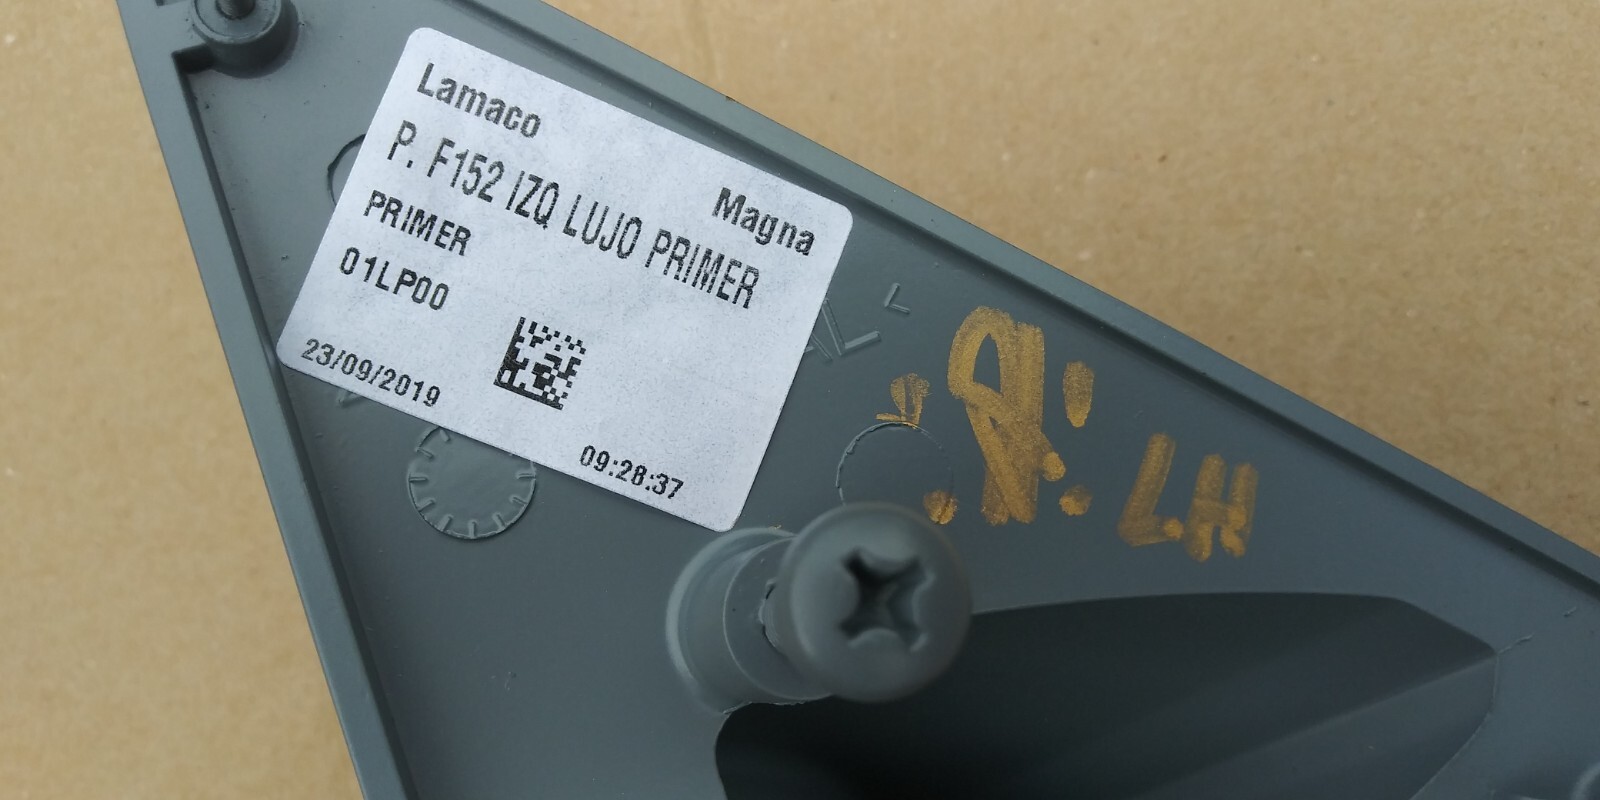 Lamaco
Magna
P. F152 IZQ LUJO PRIMER
PRIMER
01LP00
23/09/2019
09:28:37
LH